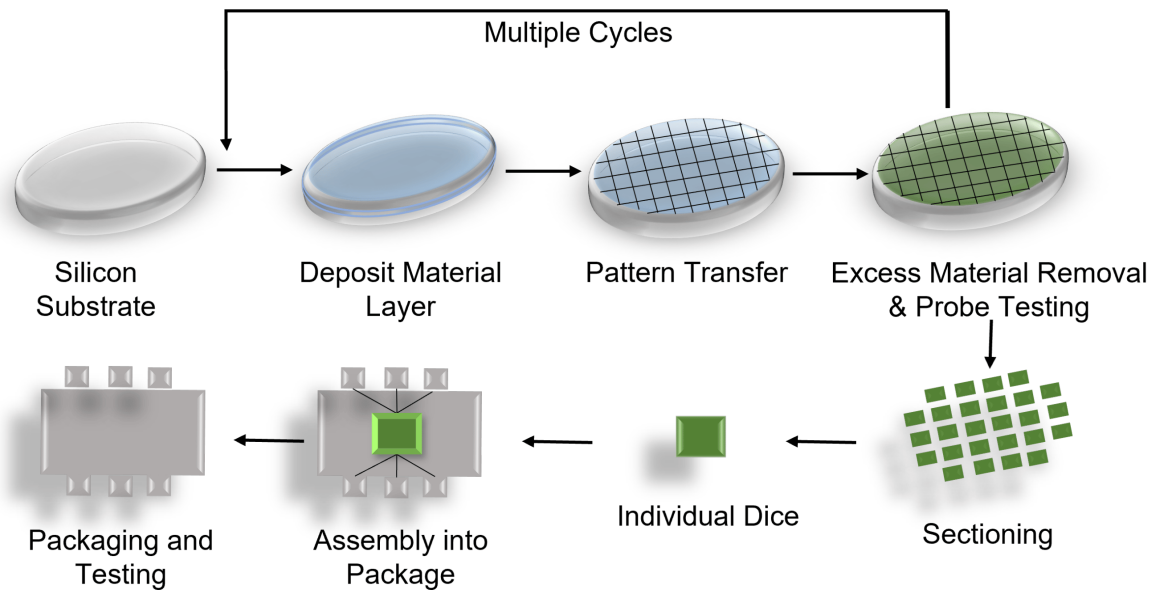 Multiple Cycles
Silicon
Substrate
Deposit Material
Layer
Pattern Transfer
Excess Material Removal
& Probe Testing
Packaging and
Testing
Assembly into
Package
Individual Dice
Sectioning